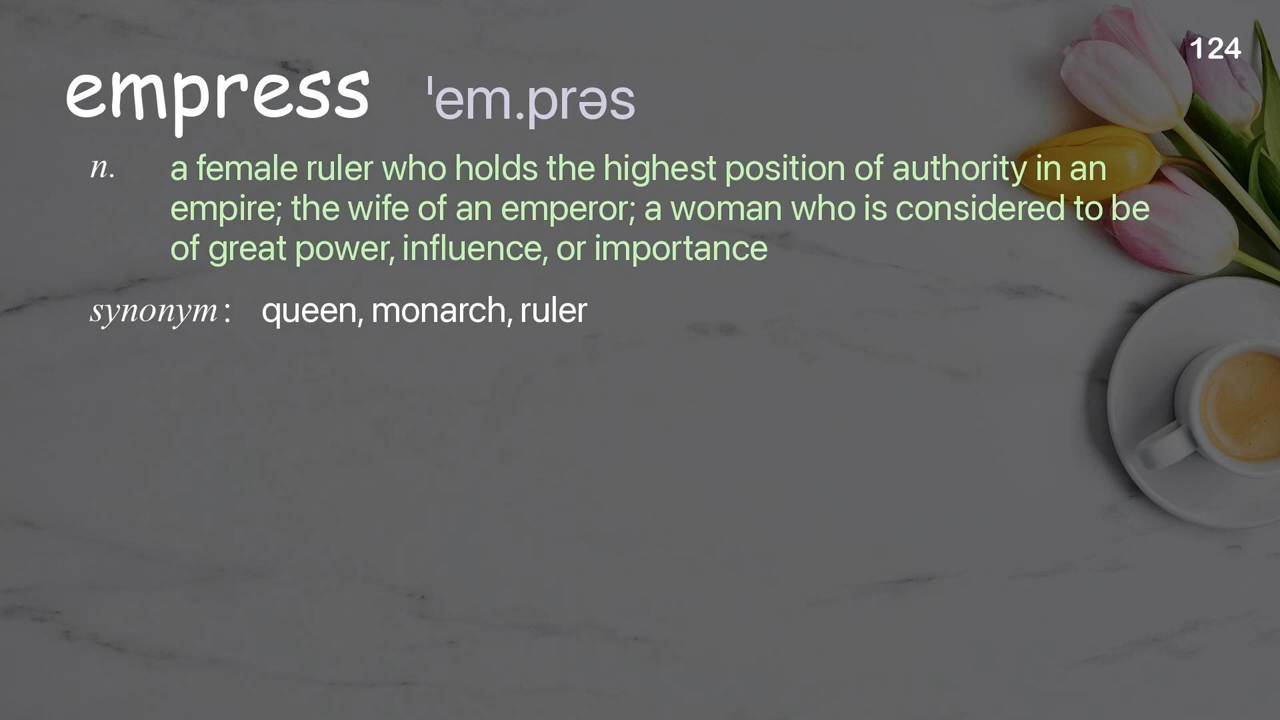 124
empress ˈem.prəs
n. a female ruler who holds the highest position of authority in an
empire; the wife of an emperor; a woman who is considered to be
of great power, influence, or importance
synonym: queen, monarch, ruler